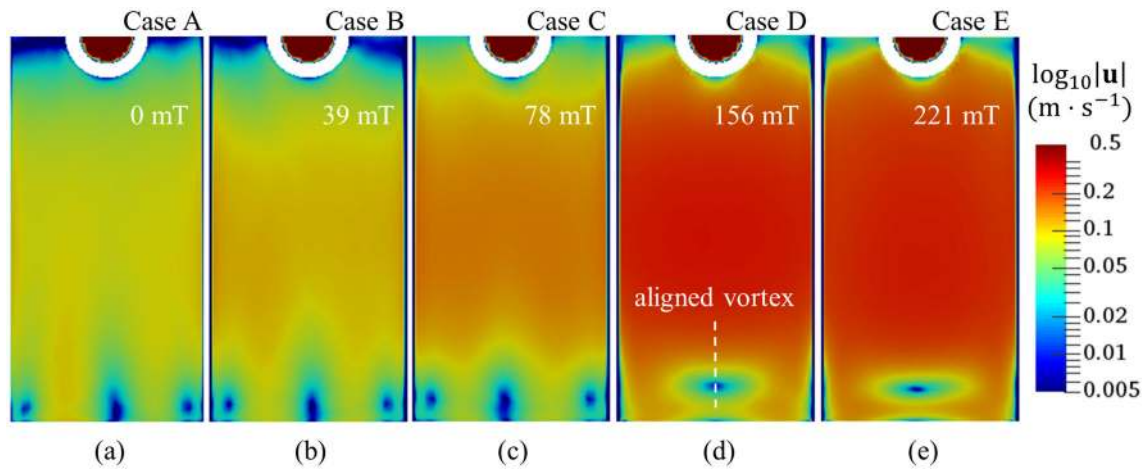 Case A
Case B
Case C
Case D
Case E
0 mT
39 mT
78 mT
156 mT
221 mT
log₁₀|𝐮|
(m · s⁻¹)
0.5
0.2
0.1
0.05
0.02
0.01
0.005
aligned vortex
(a)
(b)
(c)
(d)
(e)